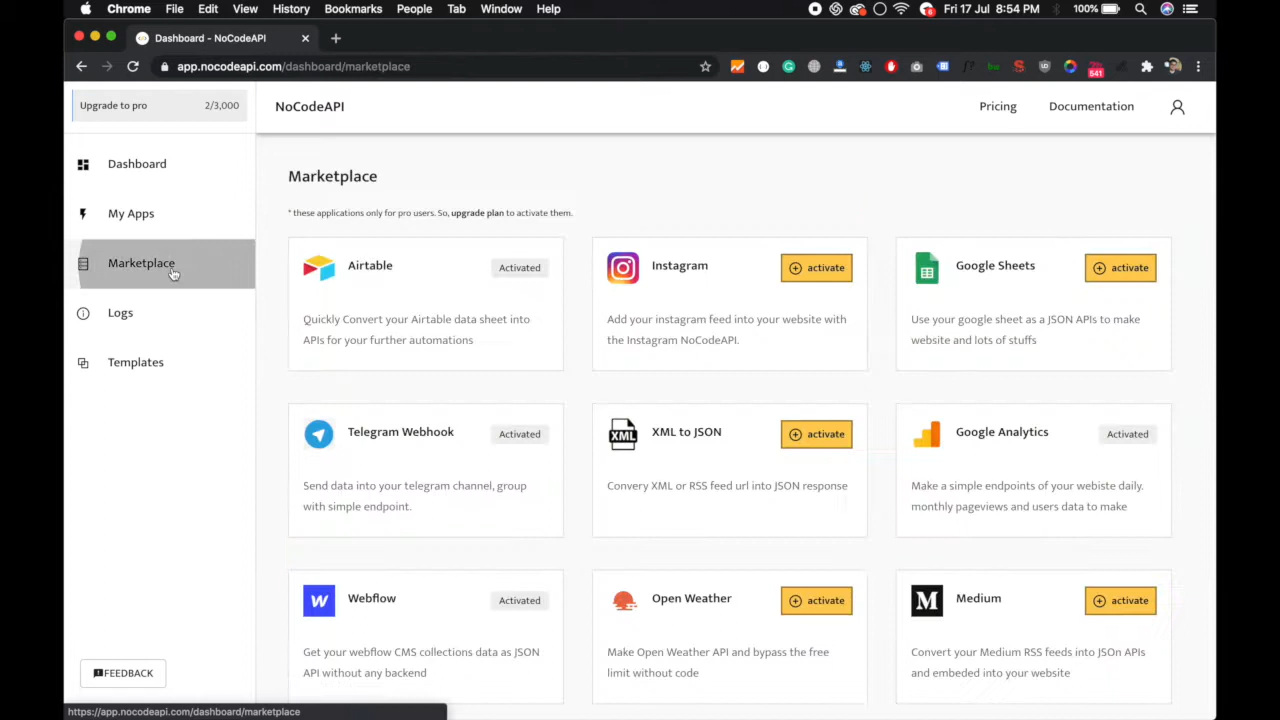 Chrome File Edit View History Bookmarks People Tab Window Help
6 Fri 17 Jul 8:54 PM 100%
Dashboard - NoCodeAPI
app.nocodeapi.com/dashboard/marketplace
541
Upgrade to pro 2/3,000
NoCodeAPI
Pricing Documentation
Dashboard
My Apps
Marketplace
Logs
Templates
FEEDBACK
Marketplace
* these applications only for pro users. So, upgrade plan to activate them.
Airtable
Activated
Quickly Convert your Airtable data sheet into
APIs for your further automations
Instagram
activate
Add your instagram feed into your website with
the Instagram NoCodeAPI.
Google Sheets
activate
Use your google sheet as a JSON APIs to make
website and lots of stuffs
Telegram Webhook
Activated
Send data into your telegram channel, group
with simple endpoint.
XML
XML to JSON
activate
Convery XML or RSS feed url into JSON response
Google Analytics
Activated
Make a simple endpoints of your webiste daily.
monthly pageviews and users data to make
W
Webflow
Activated
Get your webflow CMS collections data as JSON
API without any backend
Open Weather
activate
Make Open Weather API and bypass the free
limit without code
M
Medium
activate
Convert your Medium RSS feeds into JSOn APIs
and embeded into your website
https://app.nocodeapi.com/dashboard/marketplace